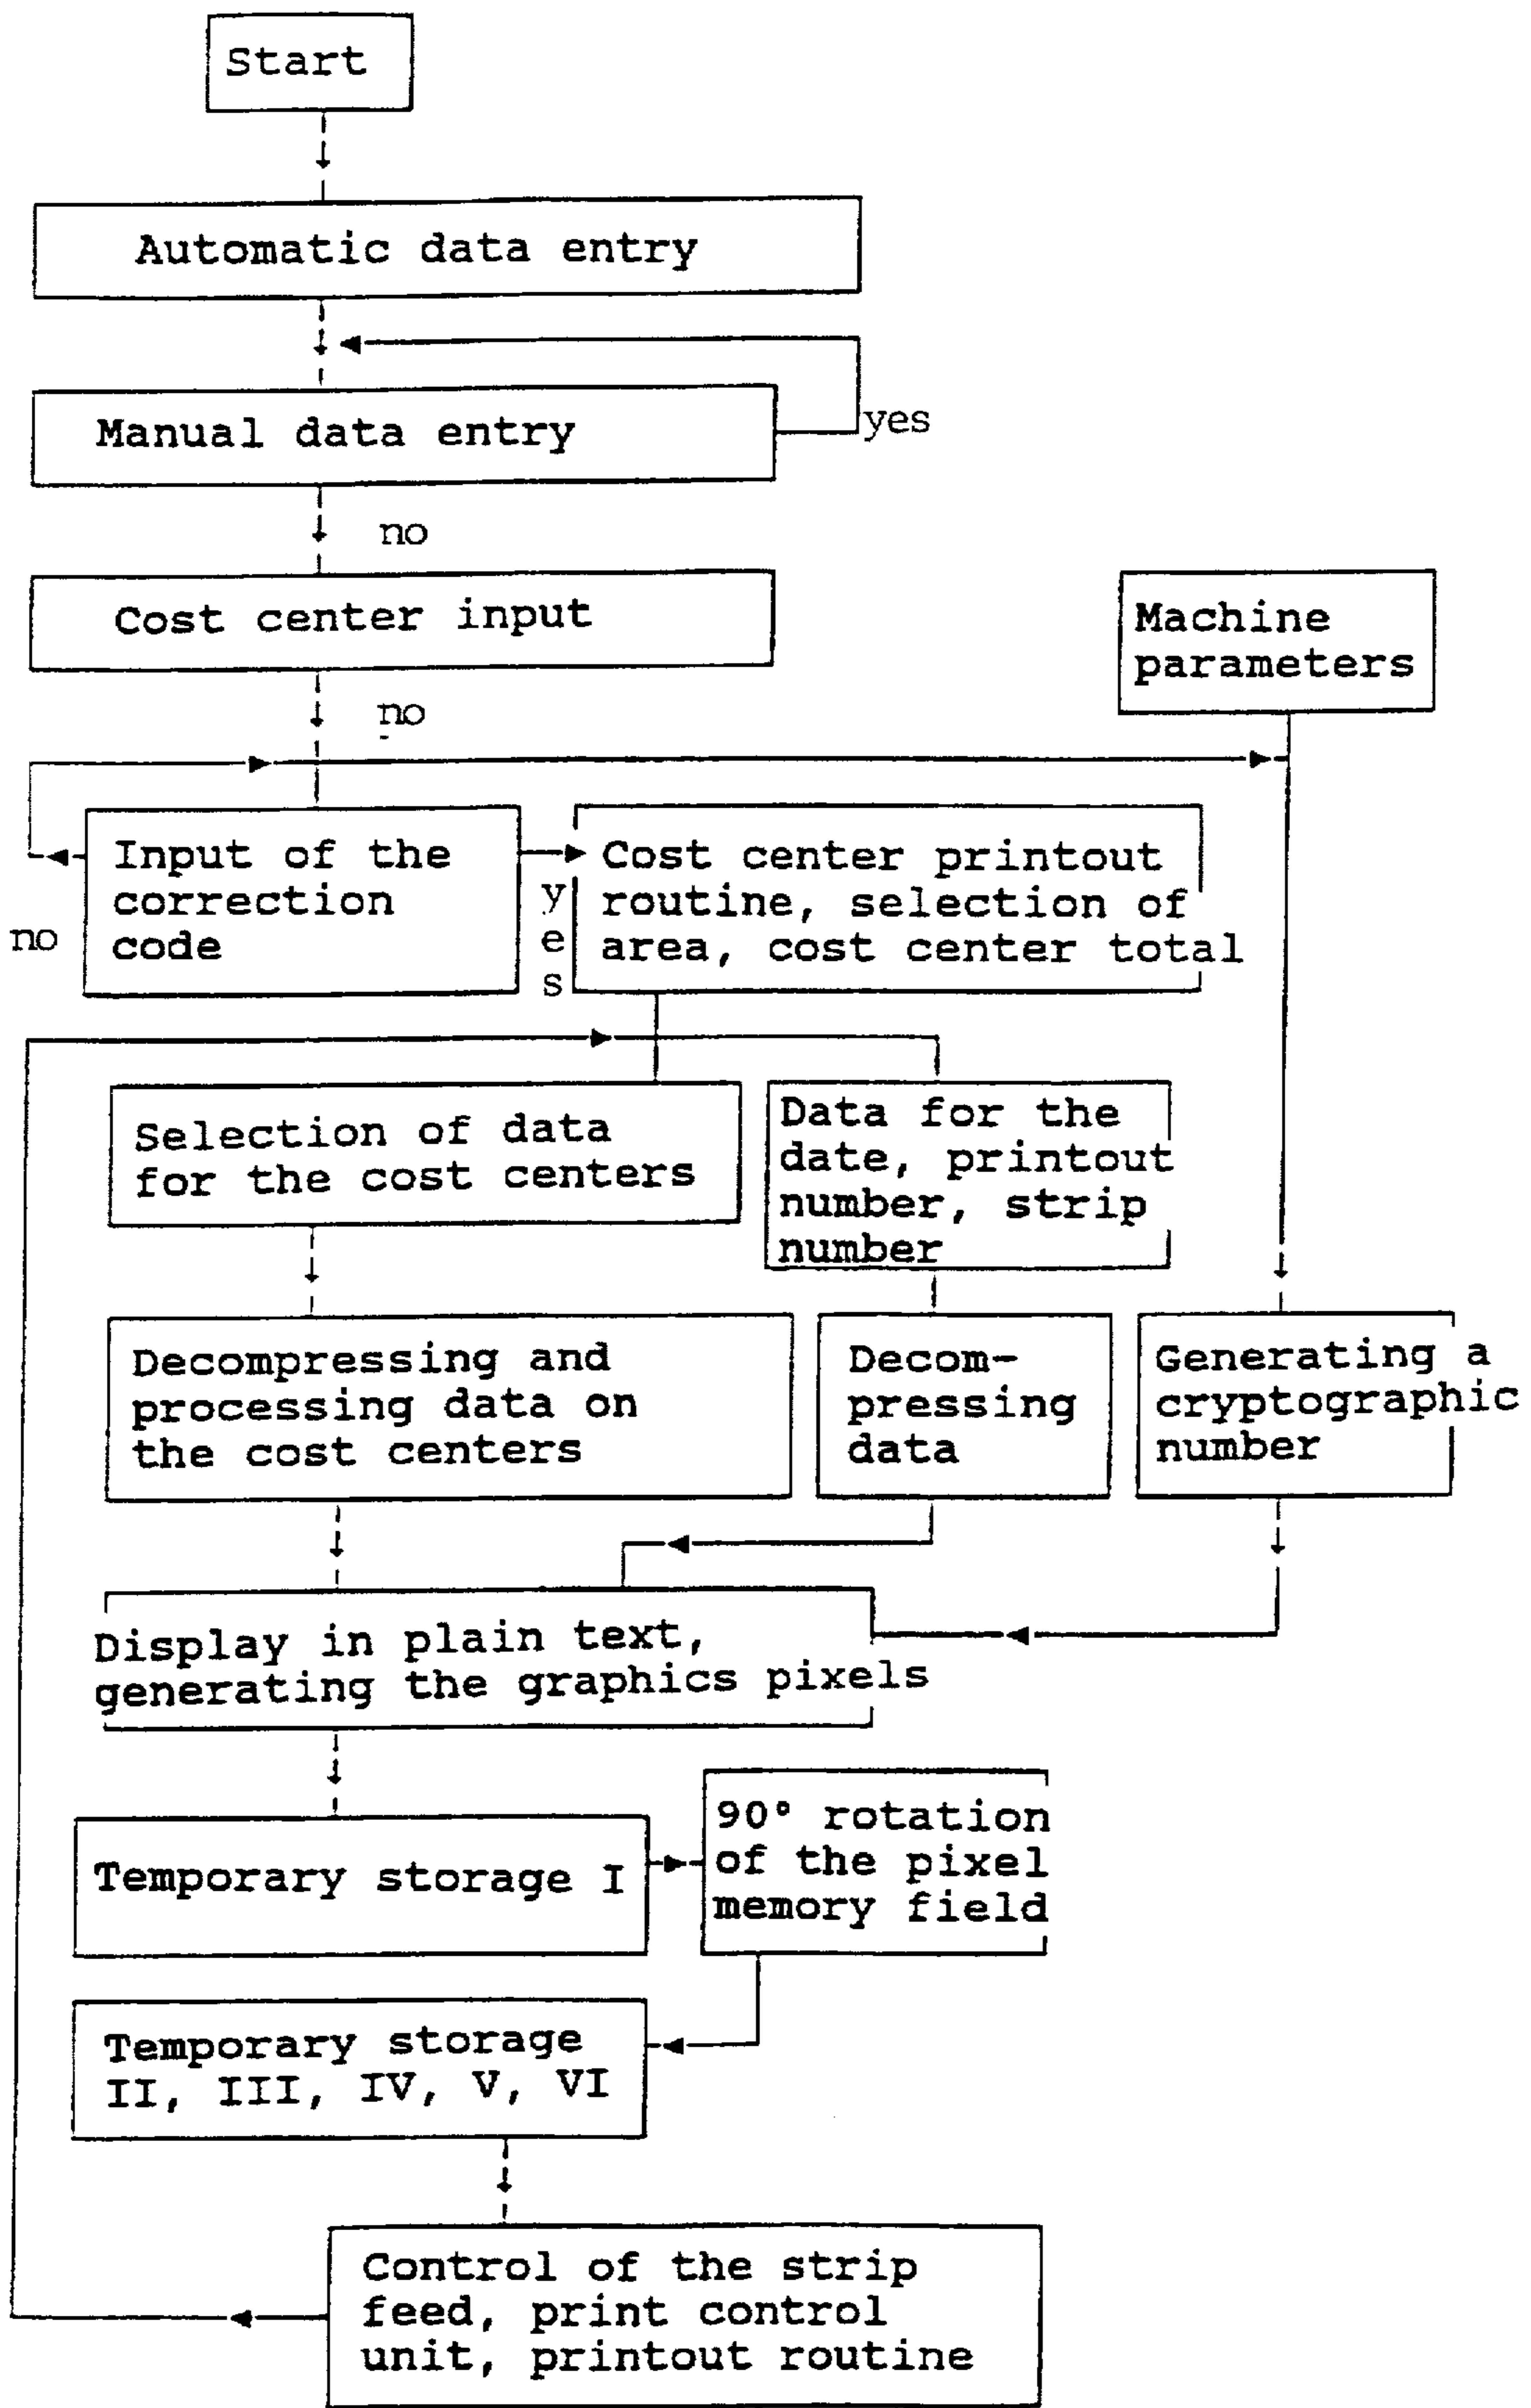 Start
Automatic data entry
Manual data entry
yes
no
Cost center input
no
Machine
parameters
Input of the
correction
code
no
yes
Cost center printout
routine, selection of
area, cost center total
Selection of data
for the cost centers
Data for the
date, printout
number, strip
number
Decompressing and
processing data on
the cost centers
Decom-
pressing
data
Generating a
cryptographic
number
Display in plain text,
generating the graphics pixels
Temporary storage I
90° rotation
of the pixel
memory field
Temporary storage
II, III, IV, V, VI
Control of the strip
feed, print control
unit, printout routine